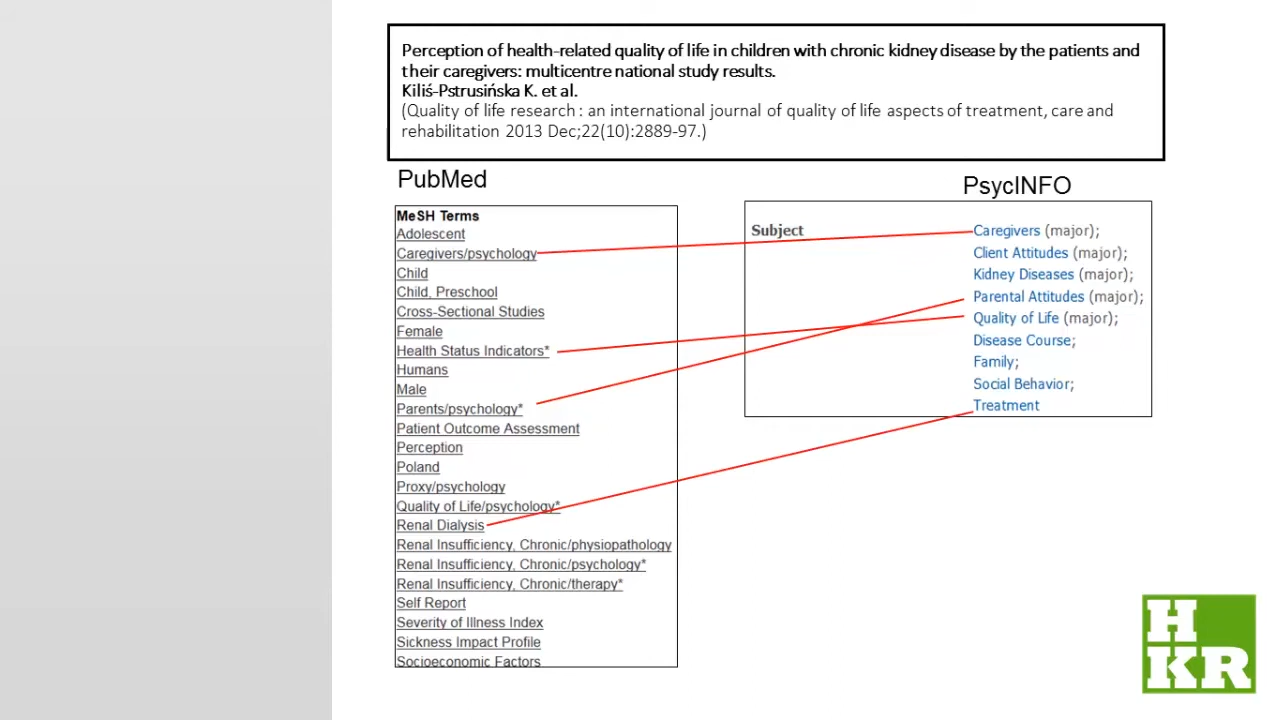 Perception of health-related quality of life in children with chronic kidney disease by the patients and
their caregivers: multicentre national study results.
Kiliś-Pstrusińska K. et al.
(Quality of life research : an international journal of quality of life aspects of treatment, care and
rehabilitation 2013 Dec;22(10):2889-97.)
PubMed
MeSH Terms
Adolescent
Caregivers/psychology
Child
Child, Preschool
Cross-Sectional Studies
Female
Health Status Indicators*
Humans
Male
Parents/psychology*
Patient Outcome Assessment
Perception
Poland
Proxy/psychology
Quality of Life/psychology*
Renal Dialysis
Renal Insufficiency, Chronic/physiopathology
Renal Insufficiency, Chronic/psychology*
Renal Insufficiency, Chronic/therapy*
Self Report
Severity of Illness Index
Sickness Impact Profile
Socioeconomic Factors
PsycINFO
Subject
Caregivers (major);
Client Attitudes (major);
Kidney Diseases (major);
Parental Attitudes (major);
Quality of Life (major);
Disease Course;
Family;
Social Behavior;
Treatment
H
KR